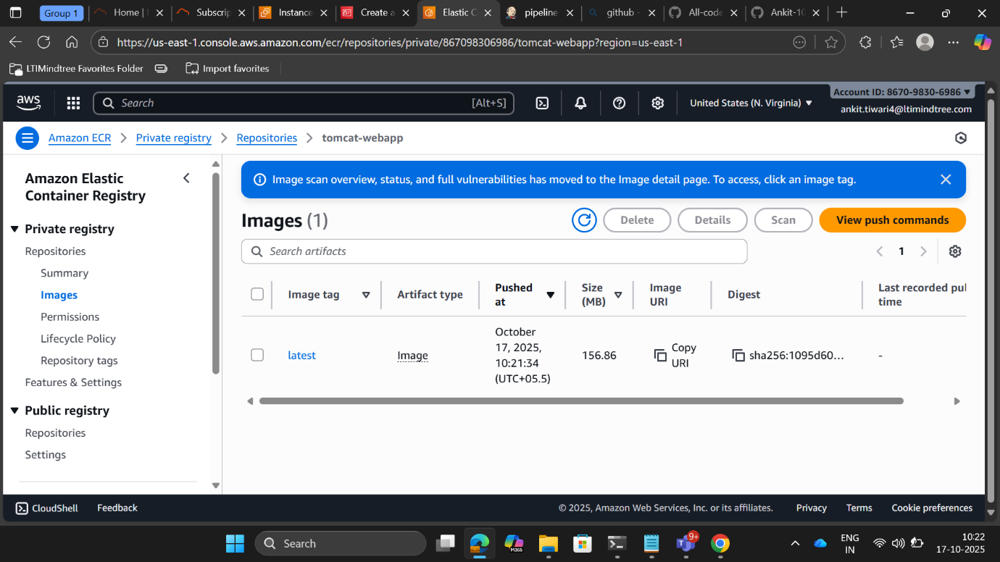 Group 1
Home |
Subscrip
Instance
Create a
Elastic C
pipeline
github -
All-code
Ankit-10
https://us-east-1.console.aws.amazon.com/ecr/repositories/private/867098306986/tomcat-webapp?region=us-east-1
LTIMindtree Favorites Folder
Import favorites
aws
Search
[Alt+S]
United States (N. Virginia)
Account ID: 8670-9830-6986
ankit.tiwari4@ltimindtree.com
Amazon ECR
Private registry
Repositories
tomcat-webapp
Amazon Elastic
Container Registry
Private registry
Repositories
Summary
Images
Permissions
Lifecycle Policy
Repository tags
Features & Settings
Public registry
Repositories
Settings
Image scan overview, status, and full vulnerabilities has moved to the Image detail page. To access, click an image tag.
Images (1)
Delete
Details
Scan
View push commands
Search artifacts
1
Image tag
Artifact type
Pushed
at
Size
(MB)
Image
URI
Digest
Last recorded pul
time
latest
Image
October
17, 2025,
10:21:34
(UTC+05.5)
156.86
Copy
URI
sha256:1095d60...
-
CloudShell
Feedback
© 2025, Amazon Web Services, Inc. or its affiliates.
Privacy
Terms
Cookie preferences
Search
M365
9+
ENG
IN
10:22
17-10-2025